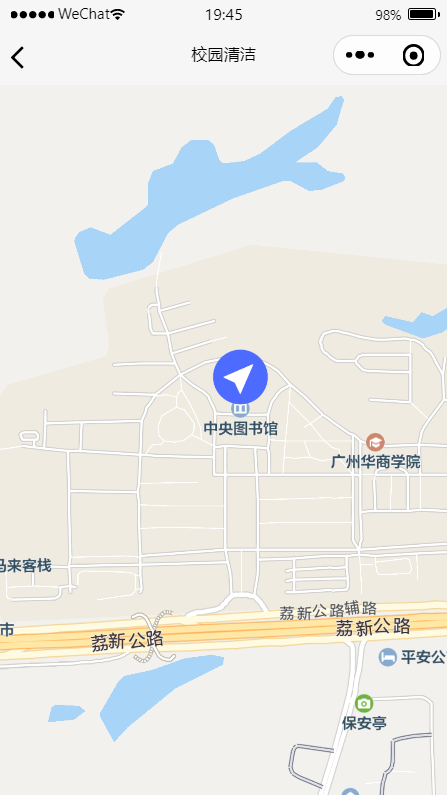 WeChat
19:45
98%
校园清洁
中央图书馆
广州华商学院
马来客栈
荔新公路辅路
市
荔新公路
荔新公路
平安公
保安亭